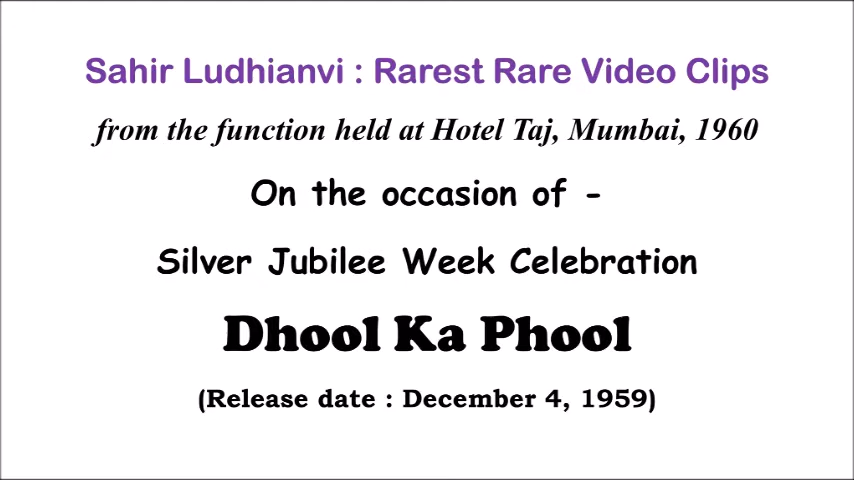 Sahir Ludhianvi : Rarest Rare Video Clips
from the function held at Hotel Taj, Mumbai, 1960
On the occasion of -
Silver Jubilee Week Celebration
Dhool Ka Phool
(Release date : December 4, 1959)